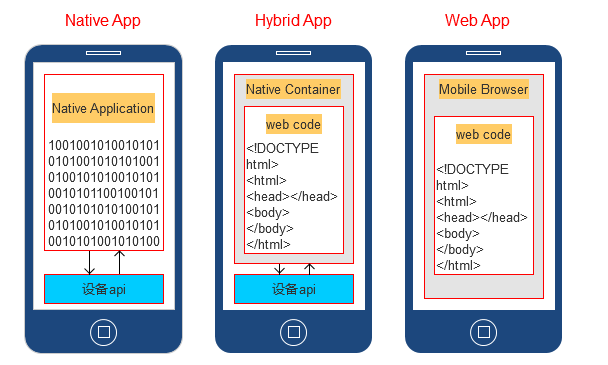 Native App
Native Application
1001001010010101
0101001010101001
0100101010010101
0010101100100101
0010101010100101
0101001010010101
0010101001010100
设备api
Hybrid App
Native Container
web code
<!DOCTYPE
html>
<html>
<head></head>
<body>
</body>
</html>
设备api
Web App
Mobile Browser
web code
<!DOCTYPE
html>
<html>
<head></head>
<body>
</body>
</html>